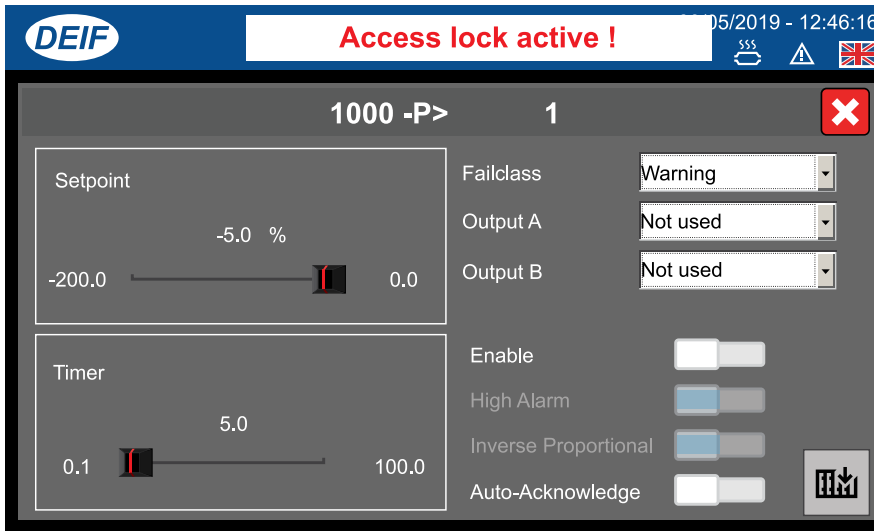 DEIF
Access lock active !
05/2019 - 12:46:16
1000 -P> 1
Setpoint
-5.0 %
-200.0 0.0
Failclass Warning
Output A Not used
Output B Not used
Timer
5.0
0.1 100.0
Enable
High Alarm
Inverse Proportional
Auto-Acknowledge